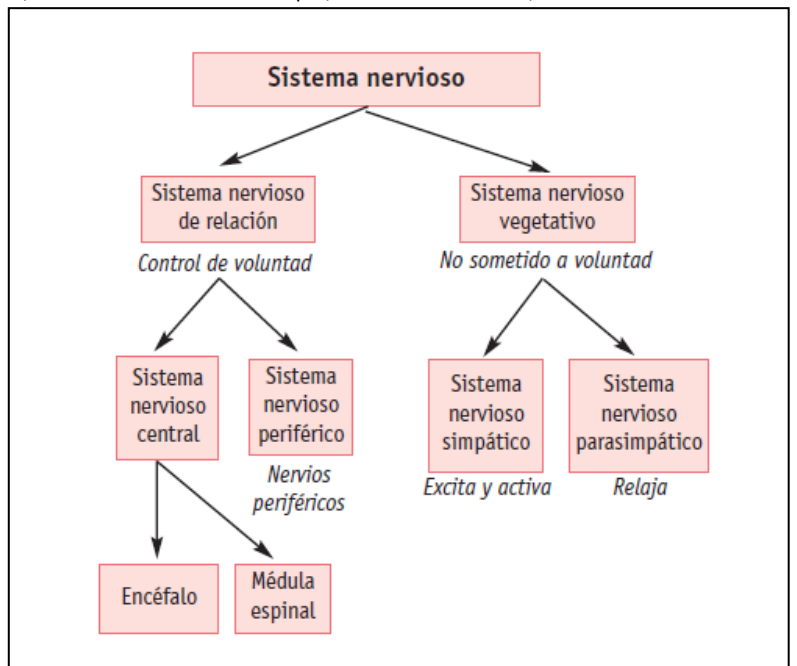 Sistema nervioso
Sistema nervioso
de relación
Control de voluntad
Sistema nervioso
vegetativo
No sometido a voluntad
Sistema
nervioso
central
Sistema
nervioso
periférico
Nervios
periféricos
Sistema
nervioso
simpático
Excita y activa
Sistema
nervioso
parasimpático
Relaja
Encéfalo
Médula
espinal